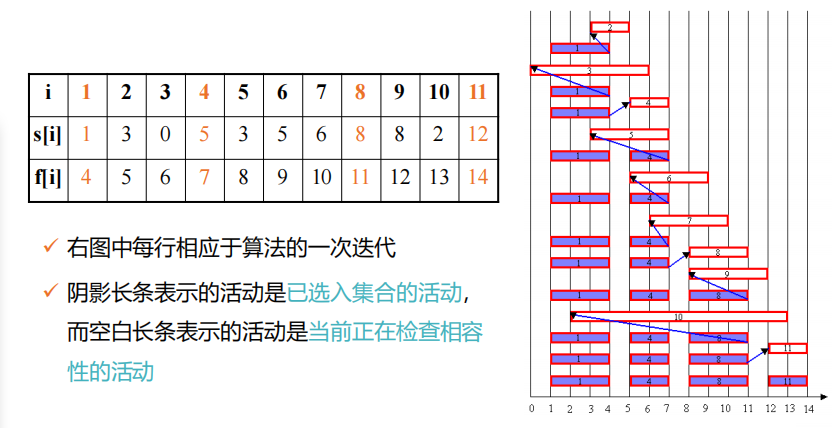 i 1 2 3 4 5 6 7 8 9 10 11
s[i] 1 3 0 5 3 5 6 8 8 2 12
f[i] 4 5 6 7 8 9 10 11 12 13 14
右图中每行相应于算法的一次迭代
阴影长条表示的活动是已选入集合的活动,
而空白长条表示的活动是当前正在检查相容
性的活动
2
1
3
1
4
1
5
1 4
6
1 4
7
1 4
8
1 4
9
1 4 8
10
1 4 8
11
1 4 8
1 4 8 11
0 1 2 3 4 5 6 7 8 9 10 11 12 13 14